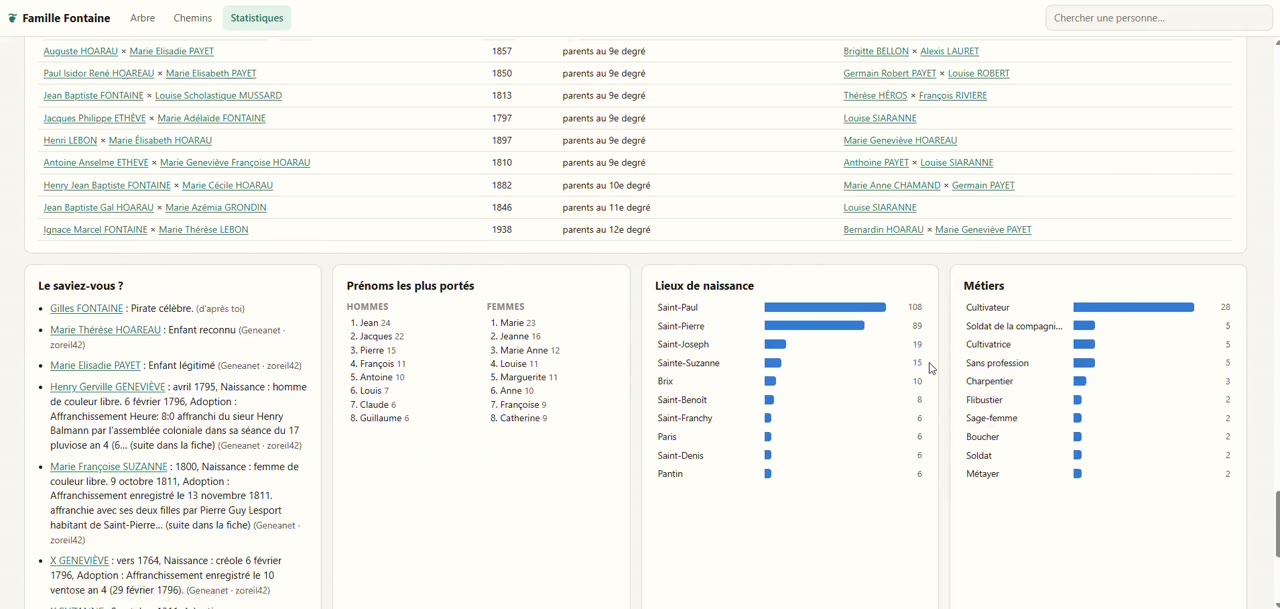 Famille Fontaine Arbre Chemins Statistiques Chercher une personne...
Auguste HOARAU × Marie Elisadie PAYET 1857 parents au 9e degré Brigitte BELLON × Alexis LAURET
Paul Isidor René HOAREAU × Marie Elisabeth PAYET 1850 parents au 9e degré Germain Robert PAYET × Louise ROBERT
Jean Baptiste FONTAINE × Louise Scholastique MUSSARD 1813 parents au 9e degré Thérèse HÉROS × François RIVIERE
Jacques Philippe ETHÈVE × Marie Adélaïde FONTAINE 1797 parents au 9e degré Louise SIARANNE
Henri LEBON × Marie Élisabeth HOARAU 1897 parents au 9e degré Marie Geneviève HOAREAU
Antoine Anselme ETHEVE × Marie Geneviève Françoise HOARAU 1810 parents au 9e degré Anthoine PAYET × Louise SIARANNE
Henry Jean Baptiste FONTAINE × Marie Cécile HOARAU 1882 parents au 10e degré Marie Anne CHAMAND × Germain PAYET
Jean Baptiste Gal HOARAU × Marie Azémia GRONDIN 1846 parents au 11e degré Louise SIARANNE
Ignace Marcel FONTAINE × Marie Thérèse LEBON 1938 parents au 12e degré Bernardin HOARAU × Marie Geneviève PAYET
Le saviez-vous ?
Gilles FONTAINE : Pirate célèbre. (d'après toi)
Marie Thérèse HOAREAU : Enfant reconnu (Geneanet ·
zoreil42)
Marie Elisadie PAYET : Enfant légitimé (Geneanet · zoreil42)
Henry Gerville GENEVIÈVE : avril 1795, Naissance : homme
de couleur libre. 6 février 1796, Adoption :
Affranchissement Heure: 8:0 affranchi du sieur Henry
Balmann par l'assemblée coloniale dans sa séance du 17
pluviose an 4 (6... (suite dans la fiche) (Geneanet · zoreil42)
Marie Françoise SUZANNE : 1800, Naissance : femme de
couleur libre. 9 octobre 1811, Adoption :
Affranchissement enregistré le 13 novembre 1811.
affranchie avec ses deux filles par Pierre Guy Lesport
habitant de Saint-Pierre... (suite dans la fiche) (Geneanet ·
zoreil42)
X GENEVIÈVE : vers 1764, Naissance : créole 6 février
1796, Adoption : Affranchissement enregistré le 10
ventose an 4 (29 février 1796). (Geneanet · zoreil42)
Prénoms les plus portés
HOMMES
1. Jean 24
2. Jacques 22
3. Pierre 15
4. François 11
5. Antoine 10
6. Louis 7
7. Claude 6
8. Guillaume 6
FEMMES
1. Marie 23
2. Jeanne 16
3. Marie Anne 12
4. Louise 11
5. Marguerite 11
6. Anne 10
7. Françoise 9
8. Catherine 9
Lieux de naissance
Saint-Paul 108
Saint-Pierre 89
Saint-Joseph 19
Sainte-Suzanne 15
Brix 10
Saint-Benoît 8
Saint-Franchy 6
Paris 6
Saint-Denis 6
Pantin 6
Métiers
Cultivateur 28
Soldat de la compagni... 5
Cultivatrice 5
Sans profession 5
Charpentier 3
Flibustier 2
Sage-femme 2
Boucher 2
Soldat 2
Métayer 2